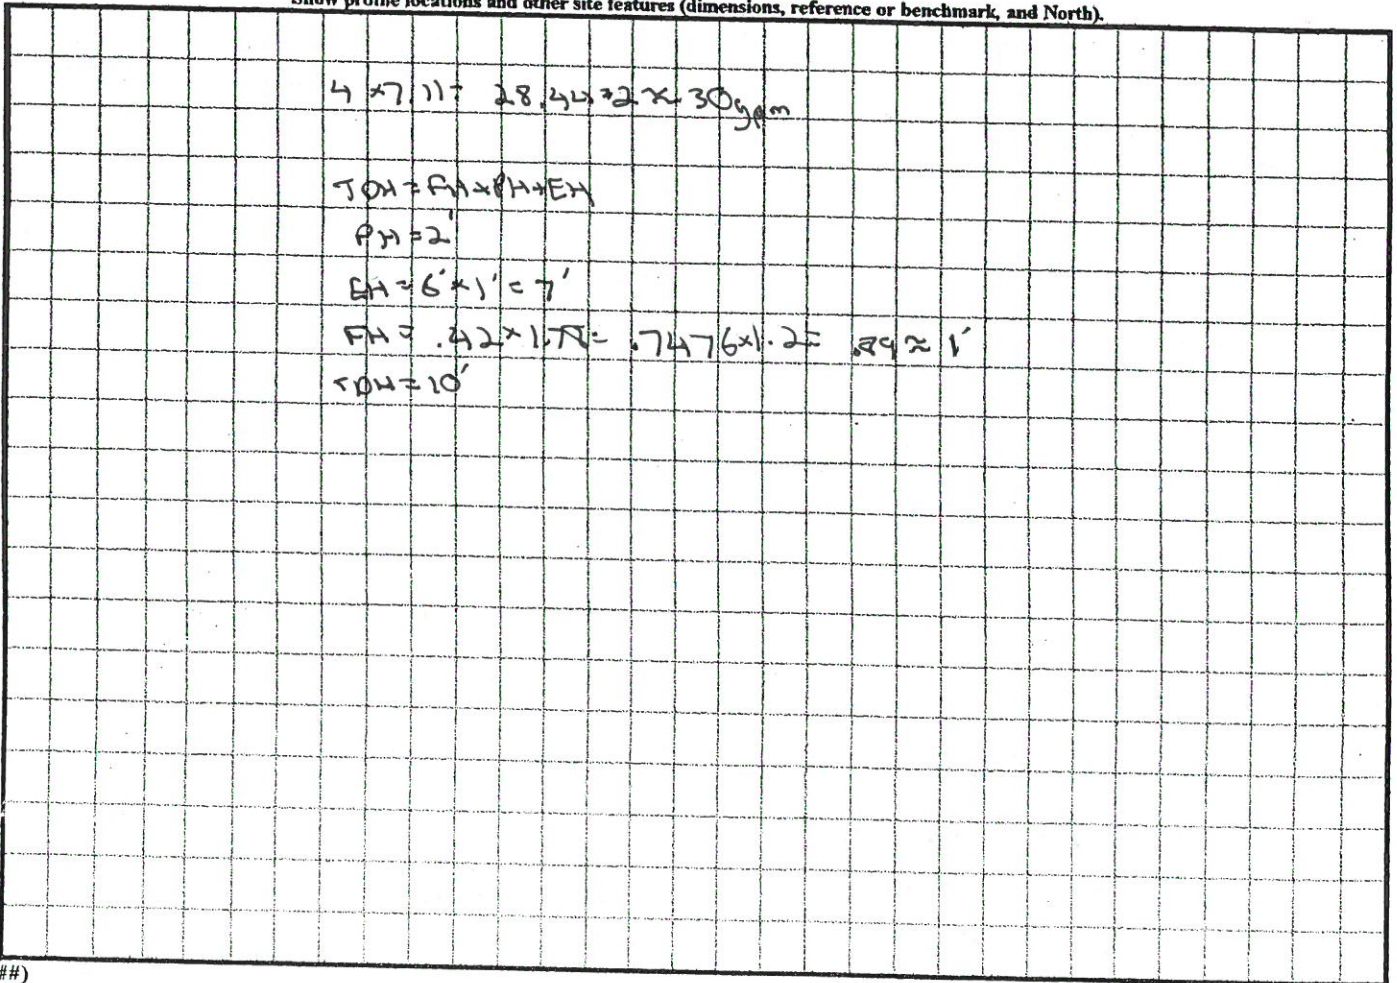 Show profile locations and other site features (dimensions, reference or benchmark, and North).
4 × 7.11 = 28.44 + 2 ≈ 30gpm
TDH = FH + PH + EH
PH = 2'
EH = 6' + 1' = 7'
FH = .42 × 1.78 = .7476 × 1.2 = .89 ≈ 1'
TDH = 10'
##)